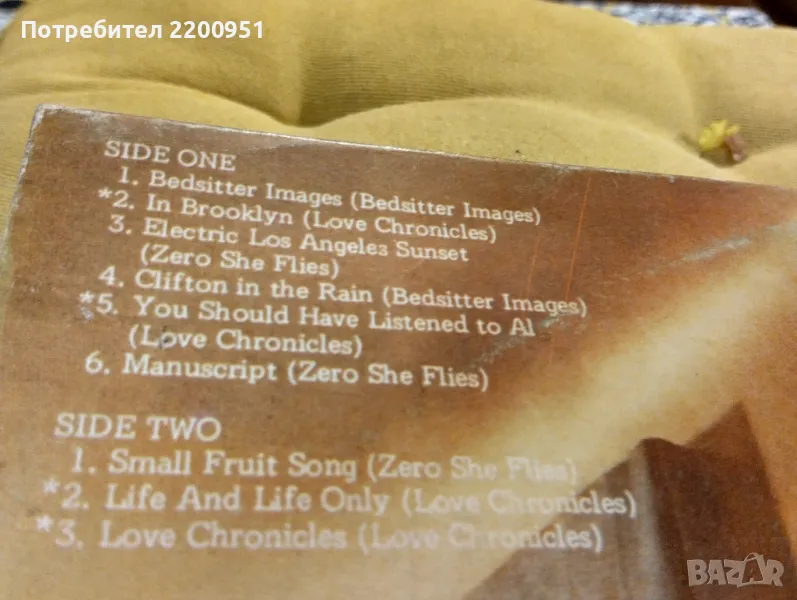 Потребител 2200951
SIDE ONE
1. Bedsitter Images (Bedsitter Images)
*2. In Brooklyn (Love Chronicles)
3. Electric Los Angeles Sunset
(Zero She Flies)
4. Clifton in the Rain (Bedsitter Images)
*5. You Should Have Listened to Al
(Love Chronicles)
6. Manuscript (Zero She Flies)
SIDE TWO
1. Small Fruit Song (Zero She Flies)
*2. Life And Life Only (Love Chronicles)
*3. Love Chronicles (Love Chronicles)
BAZAR